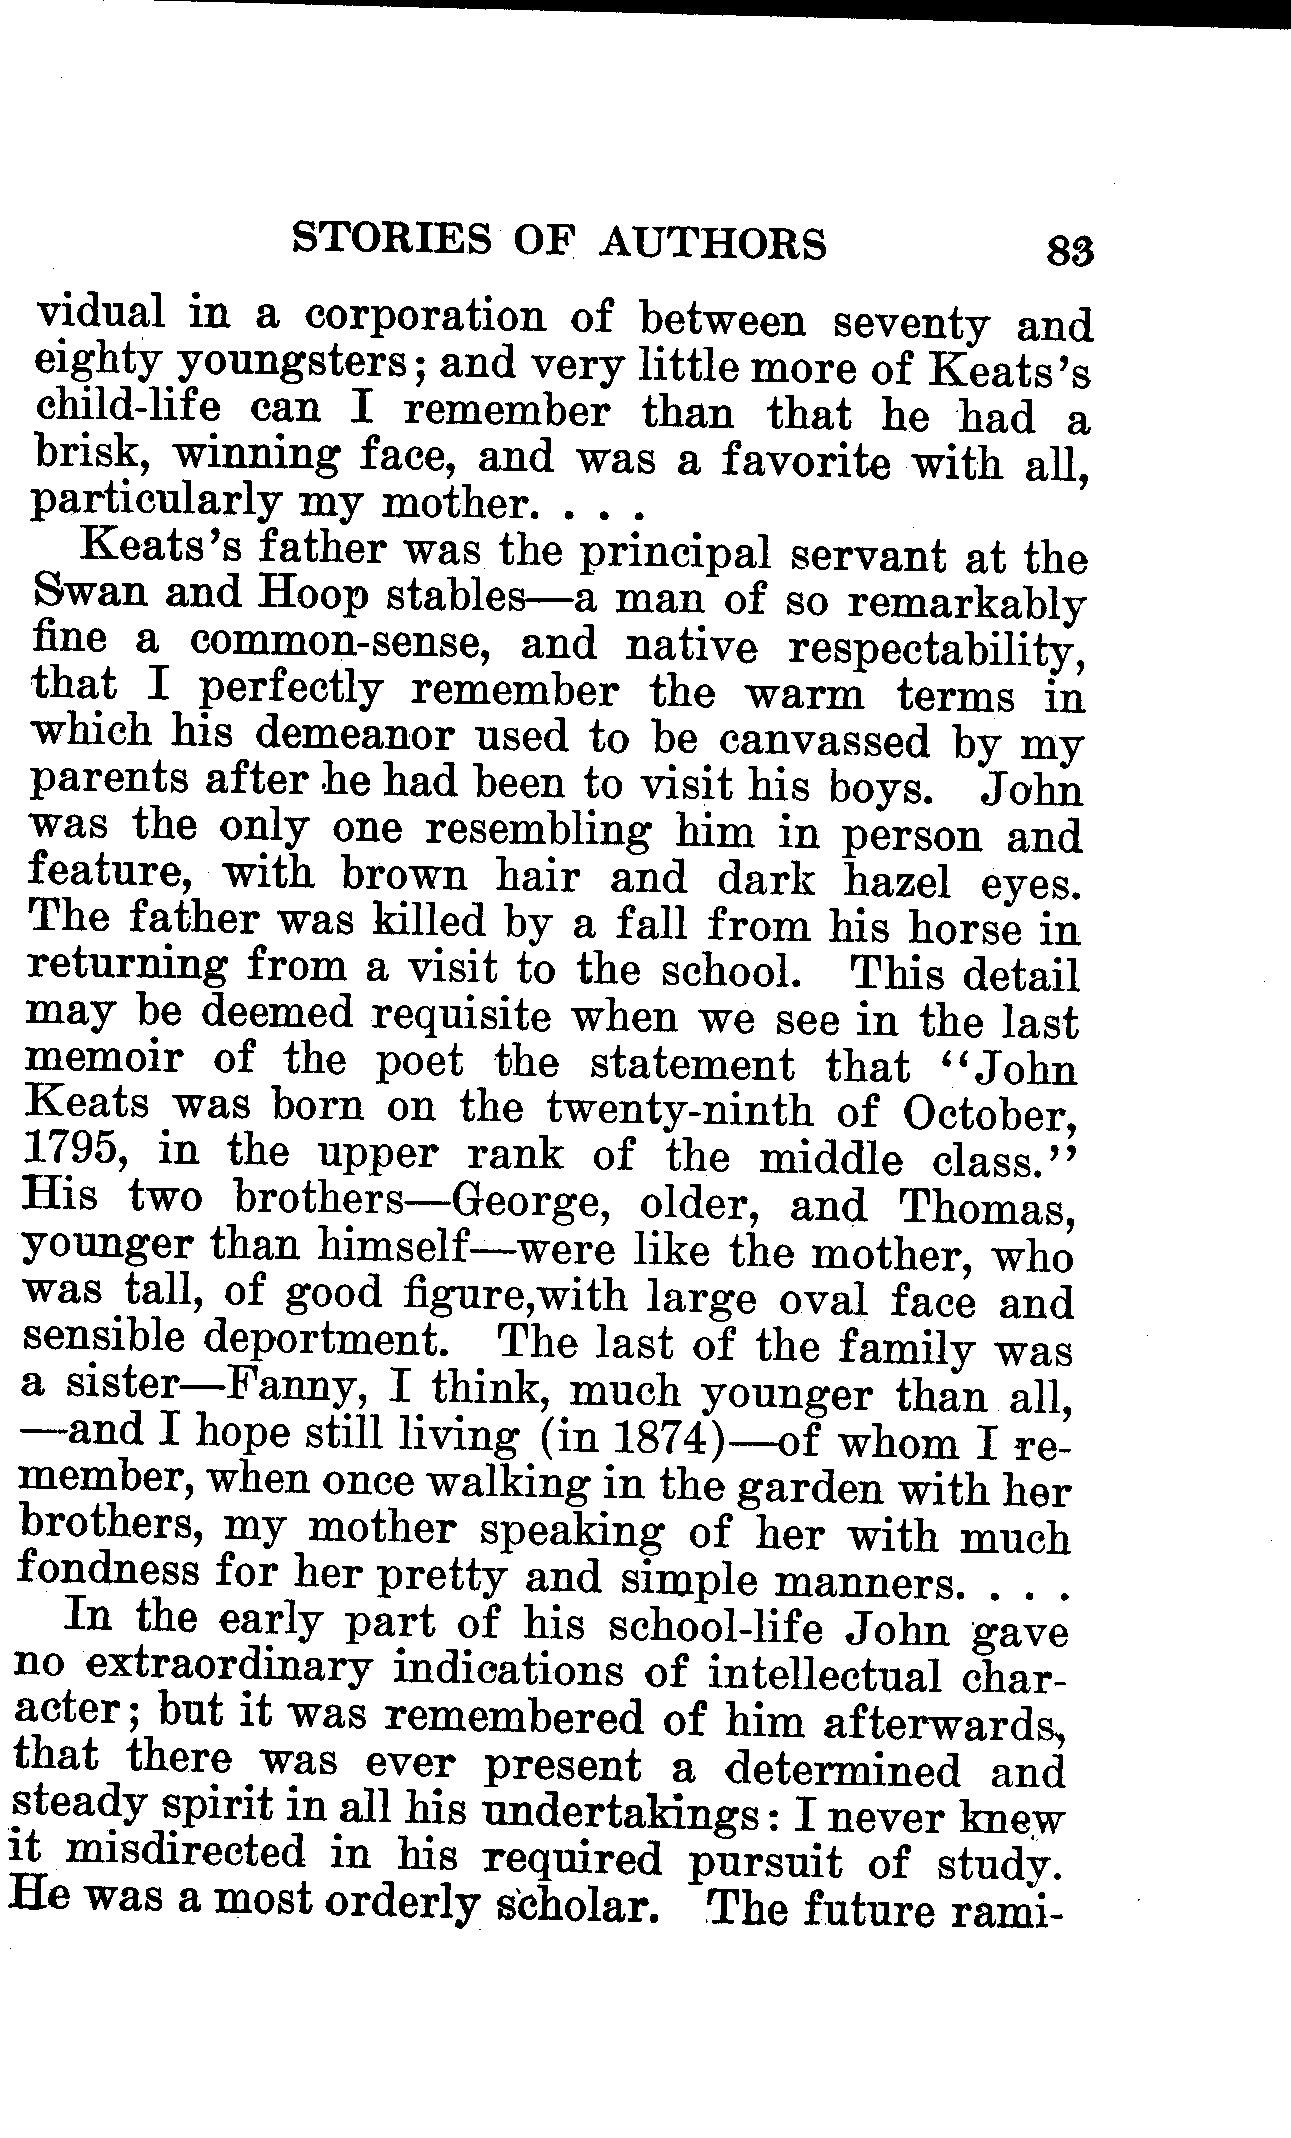 STORIES OF AUTHORS 83
vidual in a corporation of between seventy and
eighty youngsters; and very little more of Keats's
child-life can I remember than that he had a
brisk, winning face, and was a favorite with all,
particularly my mother. . . .
Keats's father was the principal servant at the
Swan and Hoop stables—a man of so remarkably
fine a common-sense, and native respectability,
that I perfectly remember the warm terms in
which his demeanor used to be canvassed by my
parents after he had been to visit his boys. John
was the only one resembling him in person and
feature, with brown hair and dark hazel eyes.
The father was killed by a fall from his horse in
returning from a visit to the school. This detail
may be deemed requisite when we see in the last
memoir of the poet the statement that "John
Keats was born on the twenty-ninth of October,
1795, in the upper rank of the middle class."
His two brothers—George, older, and Thomas,
younger than himself—were like the mother, who
was tall, of good figure,with large oval face and
sensible deportment. The last of the family was
a sister—Fanny, I think, much younger than all,
—and I hope still living (in 1874)—of whom I re-
member, when once walking in the garden with her
brothers, my mother speaking of her with much
fondness for her pretty and simple manners. . . .
In the early part of his school-life John gave
no extraordinary indications of intellectual char-
acter; but it was remembered of him afterwards,
that there was ever present a determined and
steady spirit in all his undertakings: I never knew
it misdirected in his required pursuit of study.
He was a most orderly scholar. The future rami-